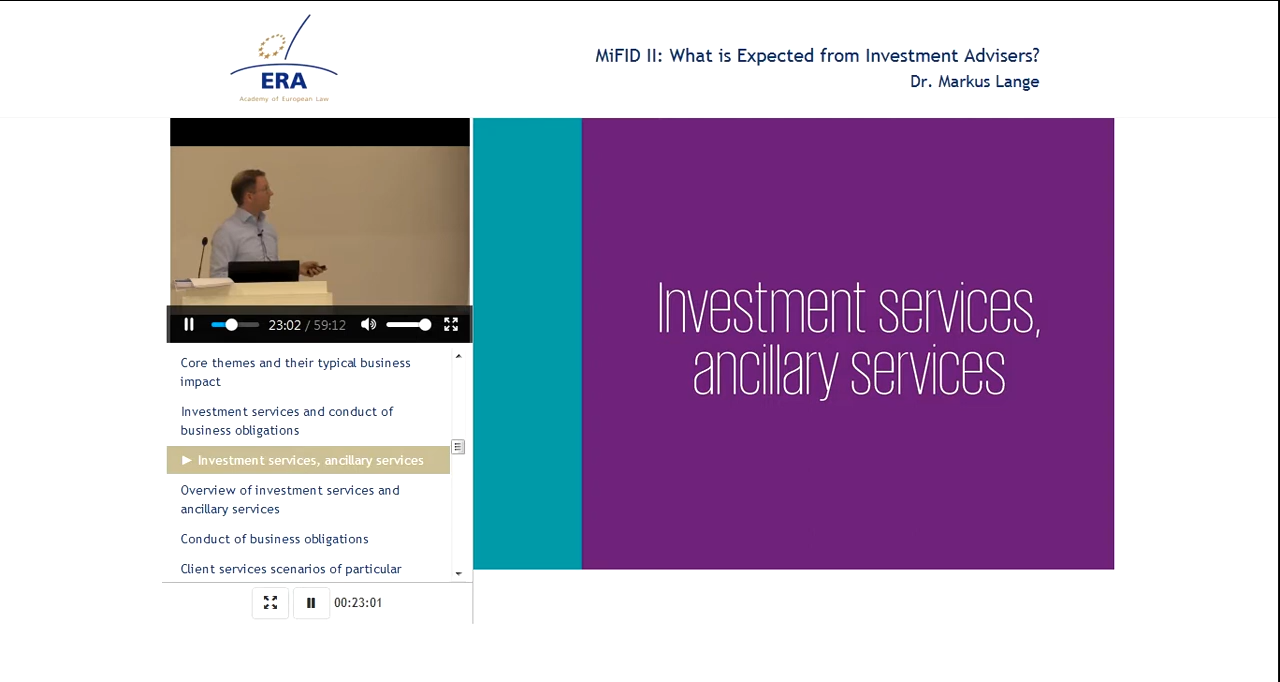 ERA
Academy of European Law
MiFID II: What is Expected from Investment Advisers?
Dr. Markus Lange
23:02 / 59:12
Core themes and their typical business
impact
Investment services and conduct of
business obligations
► Investment services, ancillary services
Overview of investment services and
ancillary services
Conduct of business obligations
Client services scenarios of particular
00:23:01
Investment services,
ancillary services